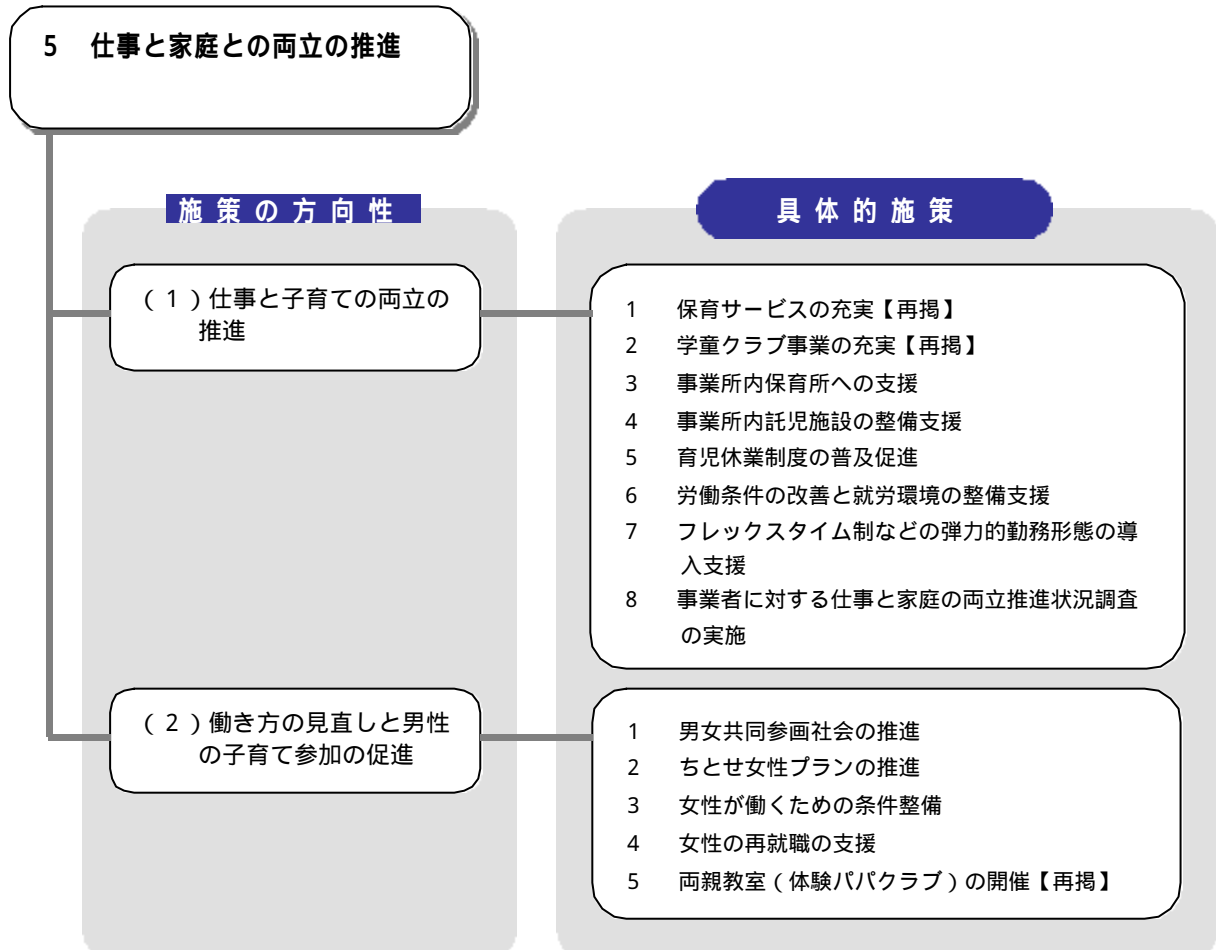 5 仕事と家庭との両立の推進
施策の方向性
具体的施策
（１）仕事と子育ての両立の
推進
1 保育サービスの充実【再掲】
2 学童クラブ事業の充実【再掲】
3 事業所内保育所への支援
4 事業所内託児施設の整備支援
5 育児休業制度の普及促進
6 労働条件の改善と就労環境の整備支援
7 フレックスタイム制などの弾力的勤務形態の導
入支援
8 事業者に対する仕事と家庭の両立推進状況調査
の実施
（２）働き方の見直しと男性
の子育て参加の促進
1 男女共同参画社会の推進
2 ちとせ女性プランの推進
3 女性が働くための条件整備
4 女性の再就職の支援
5 両親教室（体験パパクラブ）の開催【再掲】